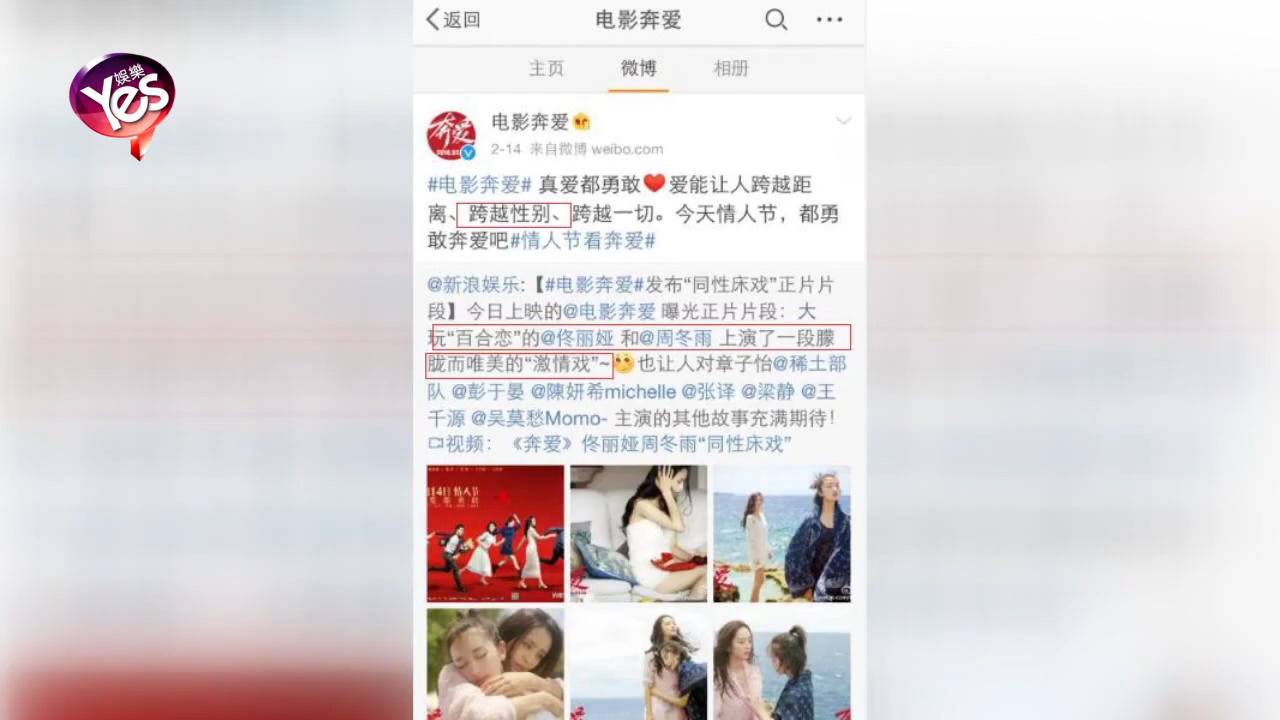 娛樂
Yes
返回
电影奔爱
主页
微博
相册
奔爱
电影奔爱
2-14 来自微博 weibo.com
#电影奔爱# 真爱都勇敢❤️爱能让人跨越距
离、跨越性别、跨越一切。今天情人节，都勇
敢奔爱吧#情人节看奔爱#
@新浪娱乐:【#电影奔爱#发布“同性床戏”正片片
段】今日上映的@电影奔爱 曝光正片片段：大
玩“百合恋”的@佟丽娅 和@周冬雨 上演了一段朦
胧而唯美的“激情戏”~ 也让人对章子怡@稀土部
队 @彭于晏 @陳妍希michelle @张译 @梁静 @王
千源 @吴莫愁Momo- 主演的其他故事充满期待！
视频：《奔爱》佟丽娅周冬雨“同性床戏”